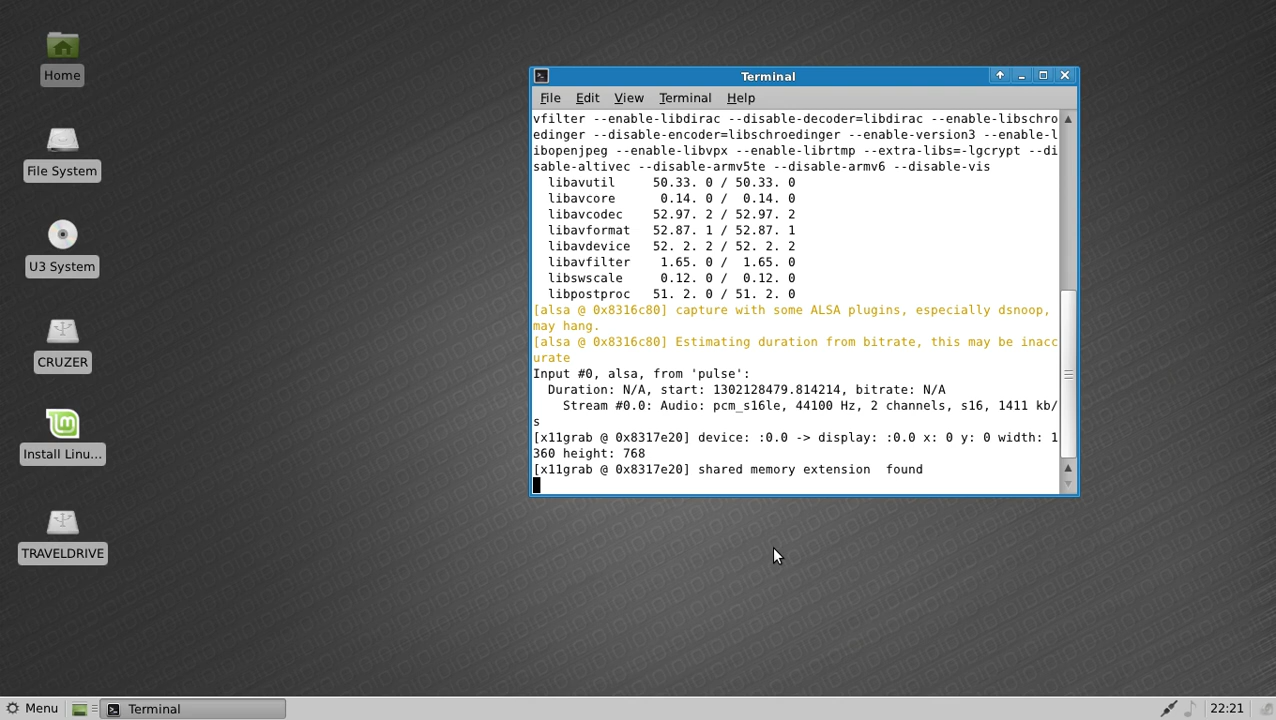 Home
File System
U3 System
CRUZER
Install Linu...
TRAVELDRIVE
Terminal
File Edit View Terminal Help
vfilter --enable-libdirac --disable-decoder=libdirac --enable-libschro
edinger --disable-encoder=libschroedinger --enable-version3 --enable-l
ibopenjpeg --enable-libvpx --enable-librtmp --extra-libs=-lgcrypt --di
sable-altivec --disable-armv5te --disable-armv6 --disable-vis
libavutil 50.33. 0 / 50.33. 0
libavcore 0.14. 0 / 0.14. 0
libavcodec 52.97. 2 / 52.97. 2
libavformat 52.87. 1 / 52.87. 1
libavdevice 52. 2. 2 / 52. 2. 2
libavfilter 1.65. 0 / 1.65. 0
libswscale 0.12. 0 / 0.12. 0
libpostproc 51. 2. 0 / 51. 2. 0
[alsa @ 0x8316c80] capture with some ALSA plugins, especially dsnoop,
may hang.
[alsa @ 0x8316c80] Estimating duration from bitrate, this may be inacc
urate
Input #0, alsa, from 'pulse':
Duration: N/A, start: 1302128479.814214, bitrate: N/A
Stream #0.0: Audio: pcm_s16le, 44100 Hz, 2 channels, s16, 1411 kb/
s
[x11grab @ 0x8317e20] device: :0.0 -> display: :0.0 x: 0 y: 0 width: 1
360 height: 768
[x11grab @ 0x8317e20] shared memory extension  found
Menu
Terminal
22:21